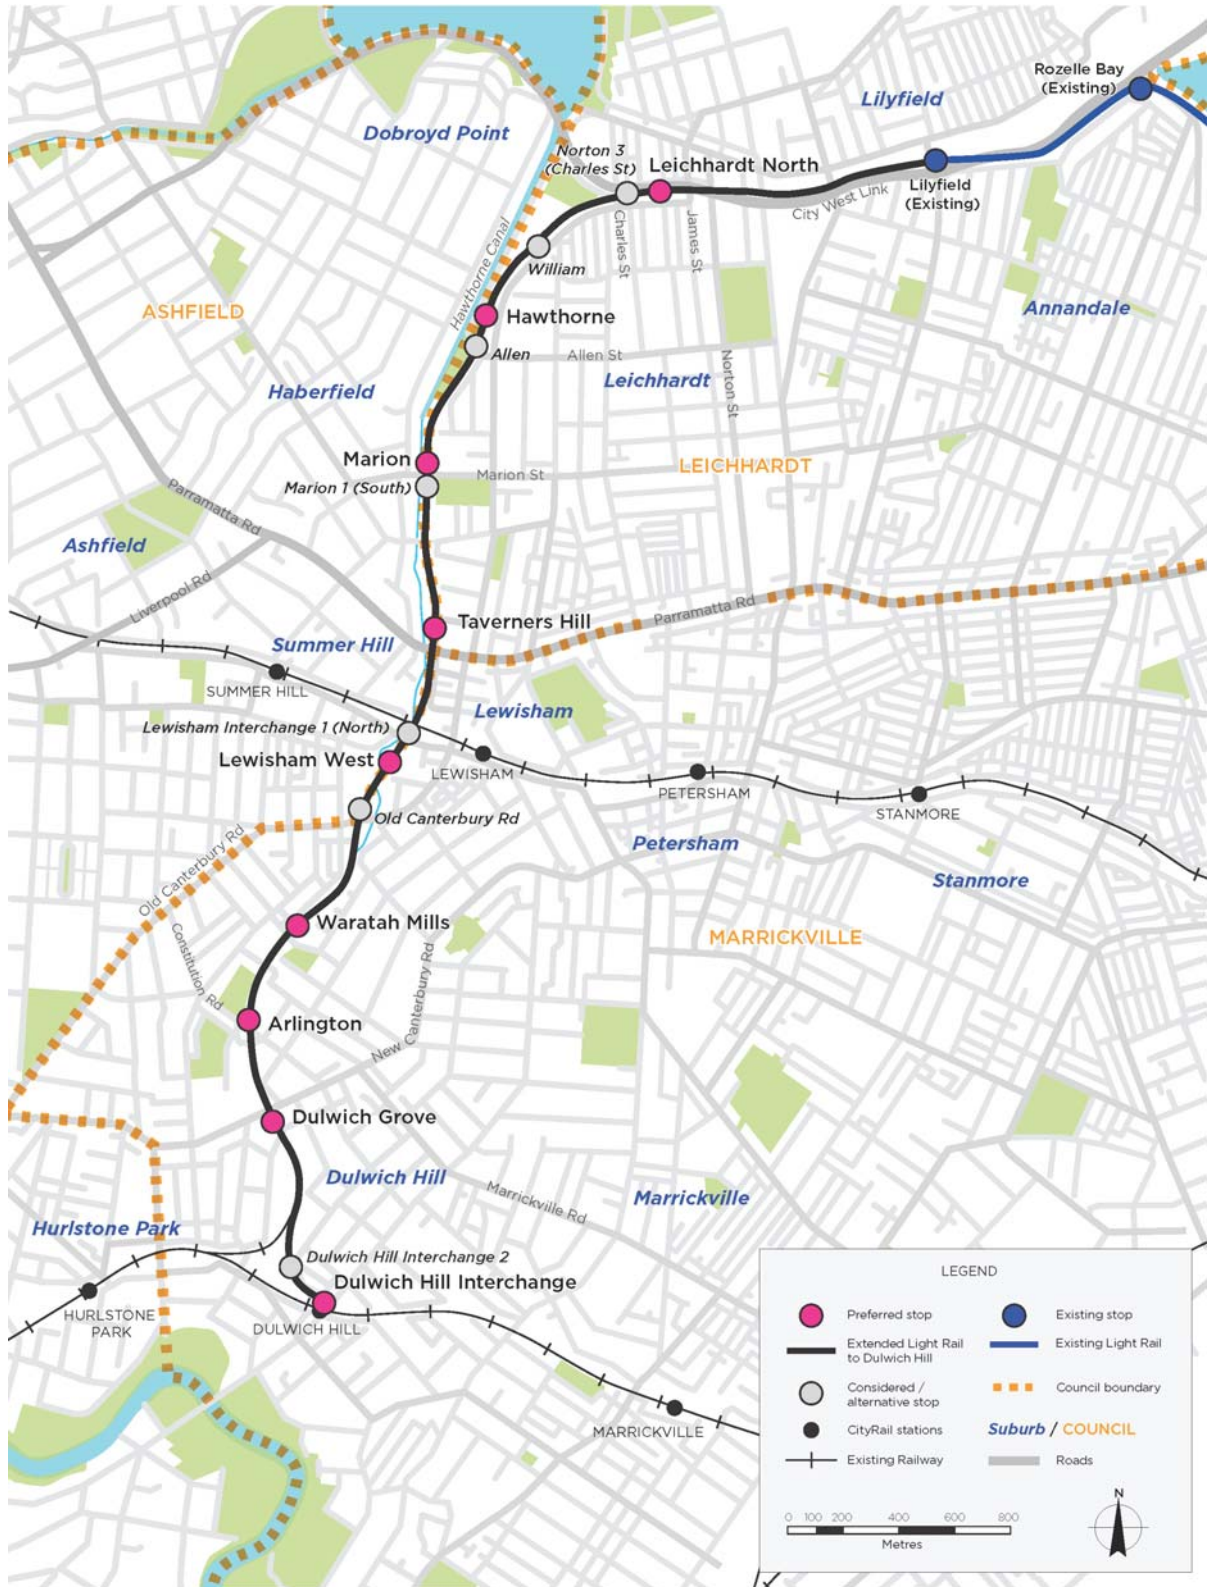 Rozelle Bay
(Existing)
Lilyfield
Dobroyd Point
Norton 3
(Charles St)
Leichhardt North
Lilyfield
(Existing)
City West Link
Charles St
James St
Hawthorne Canal
William
ASHFIELD
Hawthorne
Annandale
Allen
Allen St
Norton St
Haberfield
Leichhardt
Marion
Marion St
LEICHHARDT
Marion 1 (South)
Parramatta Rd
Ashfield
Liverpool Rd
Parramatta Rd
Taverners Hill
Summer Hill
SUMMER HILL
Lewisham
Lewisham Interchange 1 (North)
Lewisham West
LEWISHAM
PETERSHAM
STANMORE
Old Canterbury Rd
Old Canterbury Rd
Petersham
Stanmore
Waratah Mills
MARRICKVILLE
Constitution Rd
New Canterbury Rd
Arlington
Dulwich Grove
Dulwich Hill
Marrickville Rd
Marrickville
Hurlstone Park
Dulwich Hill Interchange 2
Dulwich Hill Interchange
HURLSTONE
PARK
DULWICH HILL
MARRICKVILLE
LEGEND
Preferred stop
Existing stop
Extended Light Rail
to Dulwich Hill
Existing Light Rail
Considered /
alternative stop
Council boundary
CityRail stations
Suburb / COUNCIL
Existing Railway
Roads
0 100 200 400 600 800
Metres
N